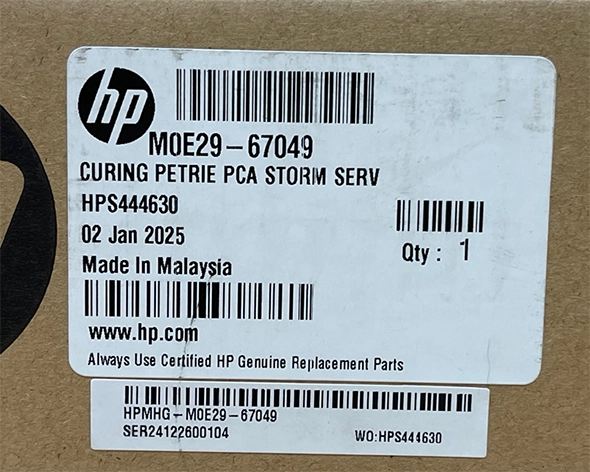 hp
M0E29-67049
CURING PETRIE PCA STORM SERV
HPS444630
02 Jan 2025
Qty : 1
Made In Malaysia
www.hp.com
Always Use Certified HP Genuine Replacement Parts
HPMHG-M0E29-67049
SER24122600104
WO:HPS444630